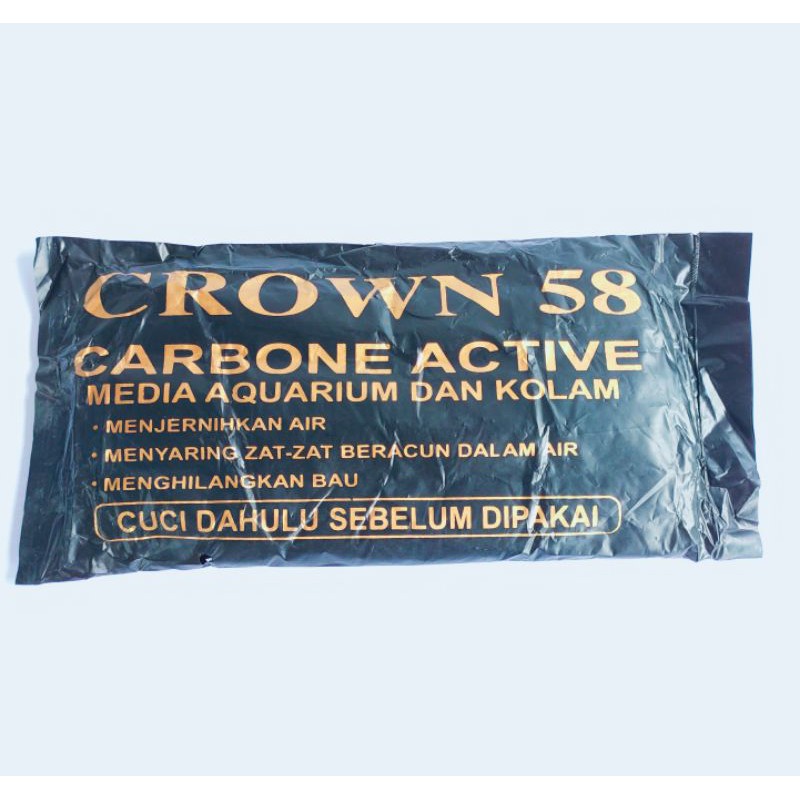 CROWN 58
CARBONE ACTIVE
MEDIA AQUARIUM DAN KOLAM
• MENJERNIHKAN AIR
• MENYARING ZAT-ZAT BERACUN DALAM AIR
• MENGHILANGKAN BAU
CUCI DAHULU SEBELUM DIPAKAI